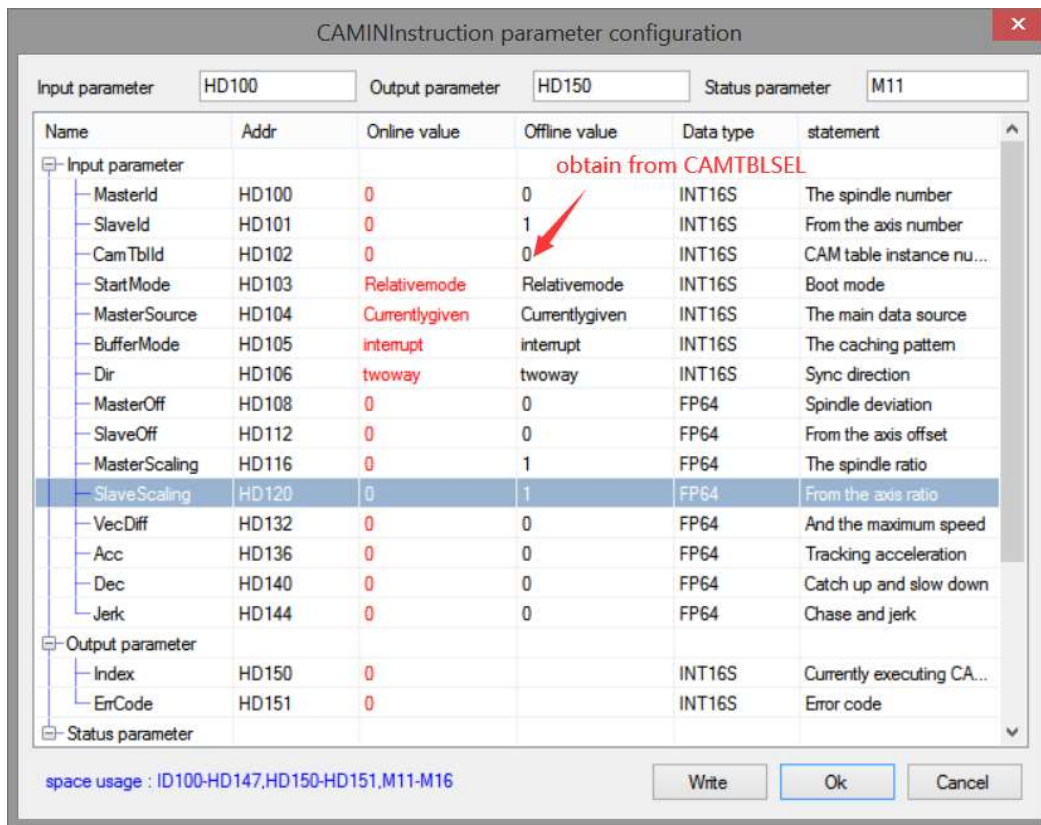 CAMINInstruction parameter configuration
Input parameter HD100 Output parameter HD150 Status parameter M11
Name Addr Online value Offline value Data type statement
Input parameter
obtain from CAMTBLSEL
MasterId HD100 0 0 INT16S The spindle number
SlaveId HD101 0 1 INT16S From the axis number
CamTblId HD102 0 0 INT16S CAM table instance nu...
StartMode HD103 Relativemode Relativemode INT16S Boot mode
MasterSource HD104 Currentlygiven Currentlygiven INT16S The main data source
BufferMode HD105 interrupt interrupt INT16S The caching pattern
Dir HD106 twoway twoway INT16S Sync direction
MasterOff HD108 0 0 FP64 Spindle deviation
SlaveOff HD112 0 0 FP64 From the axis offset
MasterScaling HD116 0 1 FP64 The spindle ratio
SlaveScaling HD120 0 1 FP64 From the axis ratio
VecDiff HD132 0 0 FP64 And the maximum speed
Acc HD136 0 0 FP64 Tracking acceleration
Dec HD140 0 0 FP64 Catch up and slow down
Jerk HD144 0 0 FP64 Chase and jerk
Output parameter
Index HD150 0 INT16S Currently executing CA...
ErrCode HD151 0 INT16S Error code
Status parameter
space usage : ID100-HD147,HD150-HD151,M11-M16 Write Ok Cancel